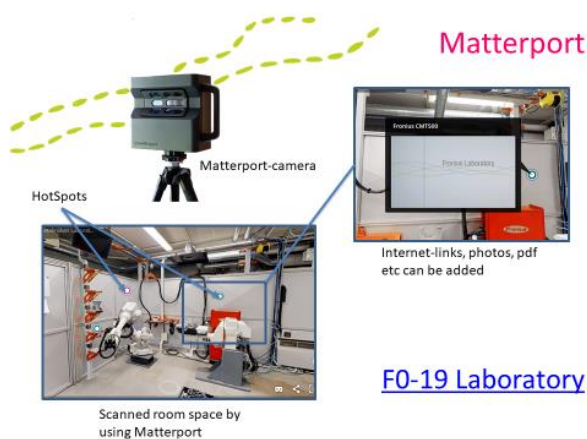 Matterport
Matterport-camera
Fronius CMT500
Fronius Laboratory
HotSpots
Internet-links, photos, pdf
etc can be added
F0-19 Laboratory
Scanned room space by
using Matterport